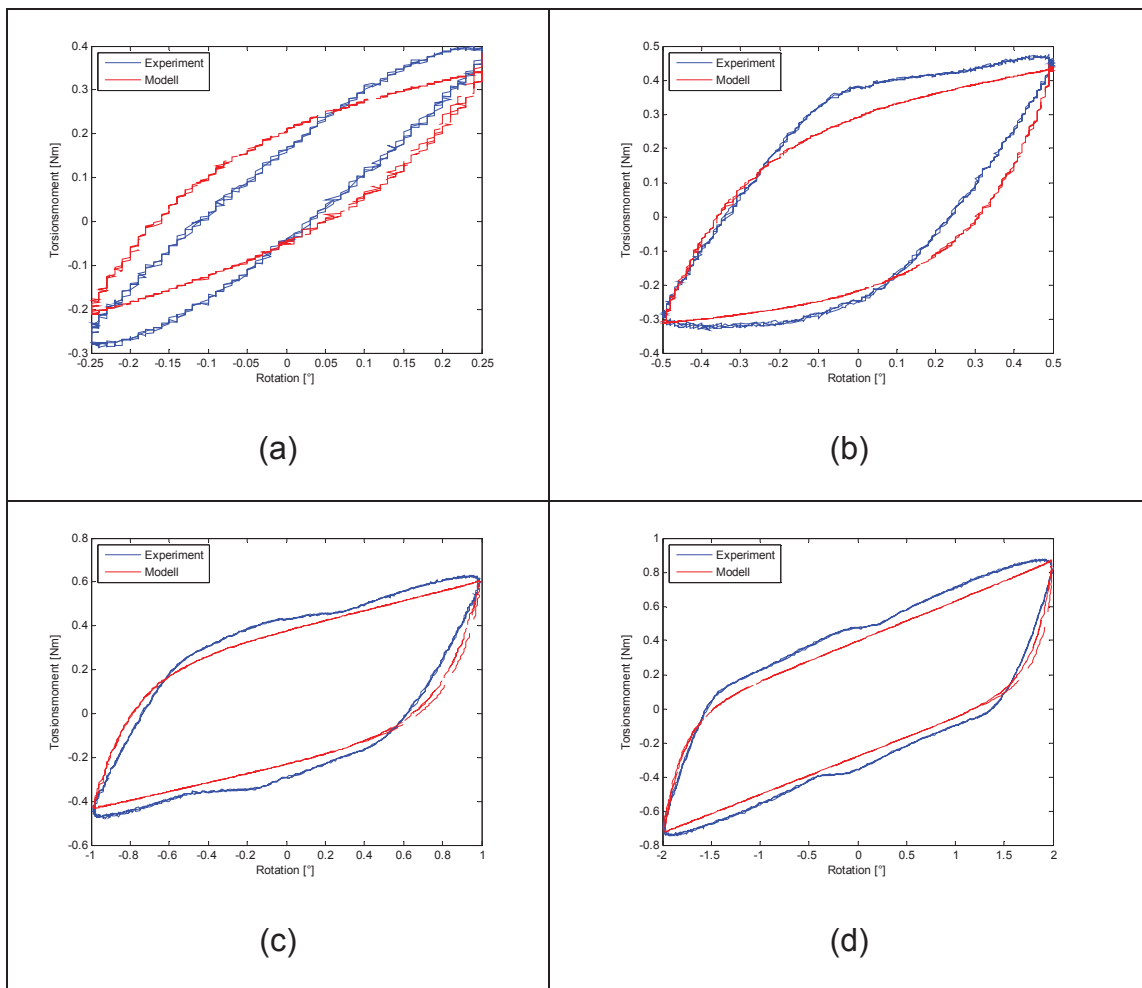 0.4
Experiment
Modell
0.3
0.2
0.1
0
-0.1
-0.2
-0.3
Torsionsmoment [Nm]
-0.25 -0.2 -0.15 -0.1 -0.05 0 0.05 0.1 0.15 0.2 0.25
Rotation [°]
(a)
0.5
Experiment
Modell
0.4
0.3
0.2
0.1
0
-0.1
-0.2
-0.3
-0.4
Torsionsmoment [Nm]
-0.5 -0.4 -0.3 -0.2 -0.1 0 0.1 0.2 0.3 0.4 0.5
Rotation [°]
(b)
0.8
Experiment
Modell
0.6
0.4
0.2
0
-0.2
-0.4
-0.6
Torsionsmoment [Nm]
-1 -0.8 -0.6 -0.4 -0.2 0 0.2 0.4 0.6 0.8 1
Rotation [°]
(c)
1
Experiment
Modell
0.8
0.6
0.4
0.2
0
-0.2
-0.4
-0.6
-0.8
Torsionsmoment [Nm]
-2 -1.5 -1 -0.5 0 0.5 1 1.5 2
Rotation [°]
(d)